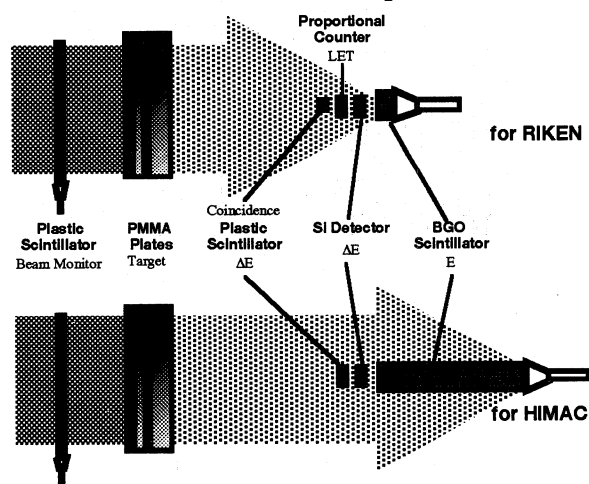 Proportional
Counter
LET
for RIKEN
Plastic
Scintillator
Beam Monitor
PMMA
Plates
Target
Coincidence
Plastic
Scintillator
ΔE
SI Detector
ΔE
BGO
Scintillator
E
for HIMAC